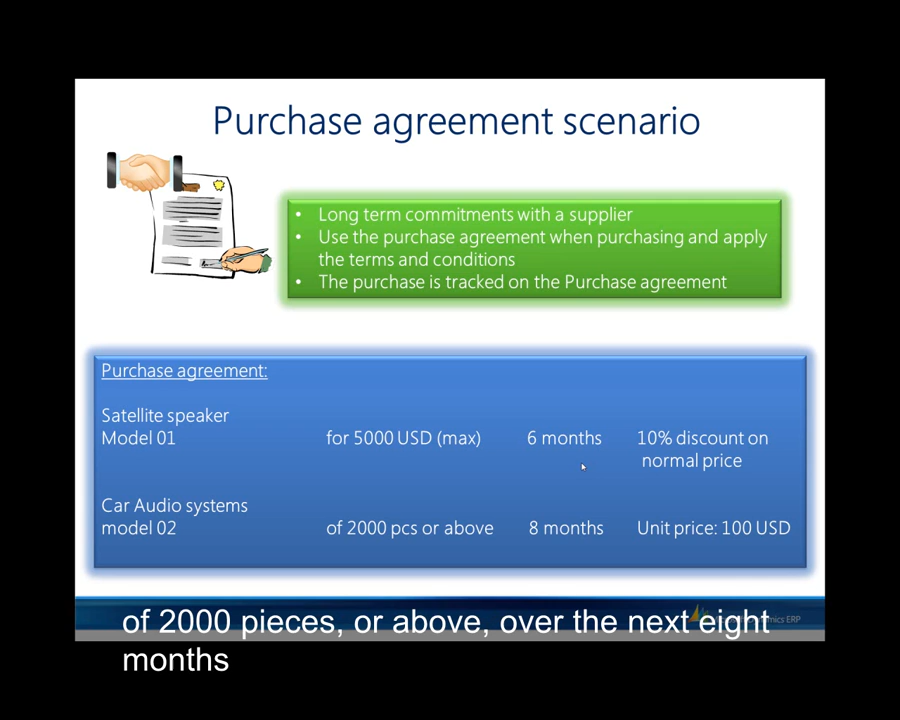 Purchase agreement scenario
• Long term commitments with a supplier
• Use the purchase agreement when purchasing and apply
the terms and conditions
• The purchase is tracked on the Purchase agreement
Purchase agreement:
Satellite speaker
Model 01 for 5000 USD (max) 6 months 10% discount on
normal price
Car Audio systems
model 02 of 2000 pcs or above 8 months Unit price: 100 USD
of 2000 pieces, or above, over the next eight
months
ERP